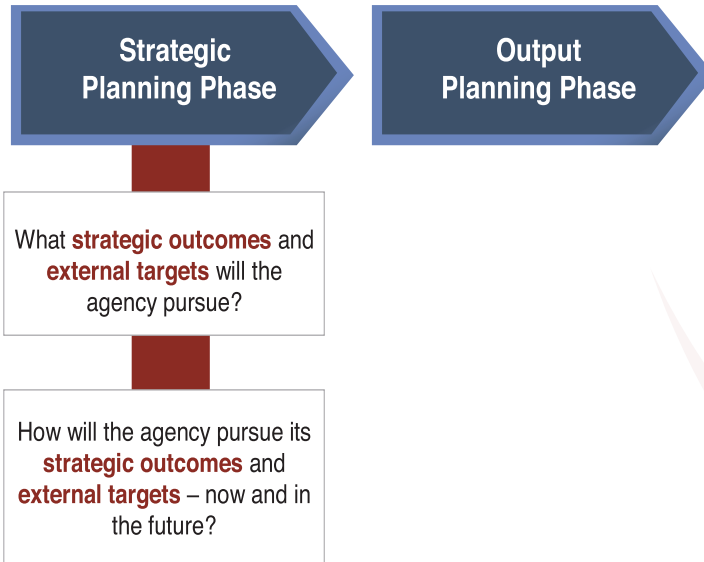 Strategic
Planning Phase
Output
Planning Phase
What strategic outcomes and
external targets will the
agency pursue?
How will the agency pursue its
strategic outcomes and
external targets – now and in
the future?